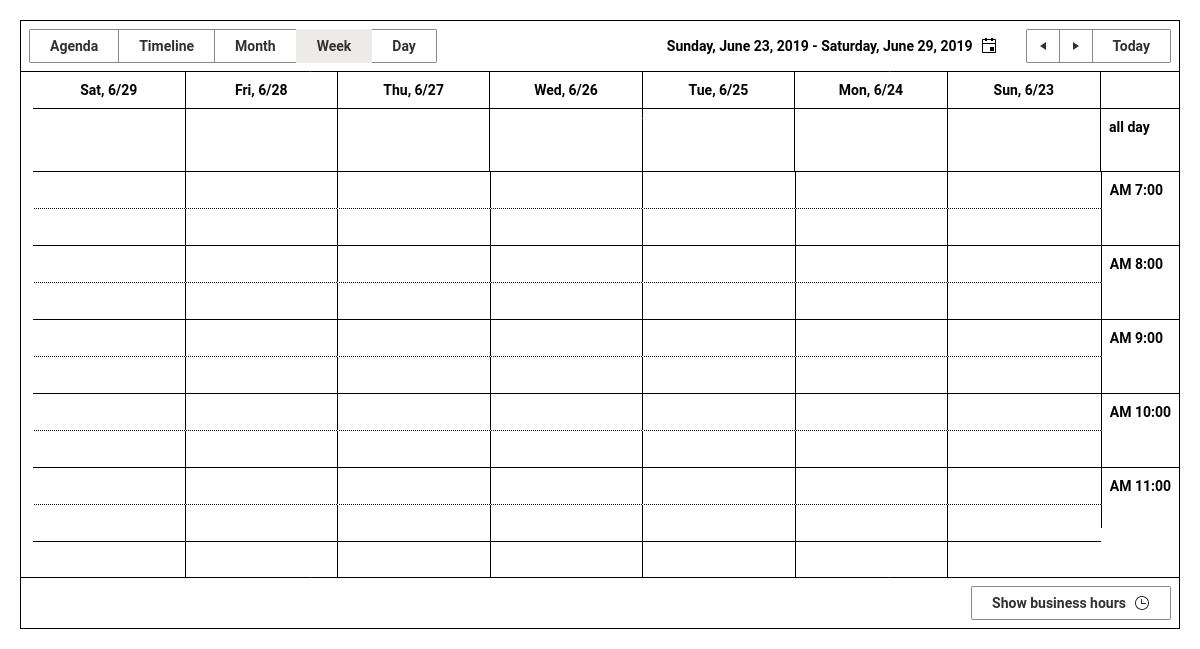 Agenda Timeline Month Week Day Sunday, June 23, 2019 - Saturday, June 29, 2019 Today
Sat, 6/29 Fri, 6/28 Thu, 6/27 Wed, 6/26 Tue, 6/25 Mon, 6/24 Sun, 6/23
all day
AM 7:00
AM 8:00
AM 9:00
AM 10:00
AM 11:00
Show business hours